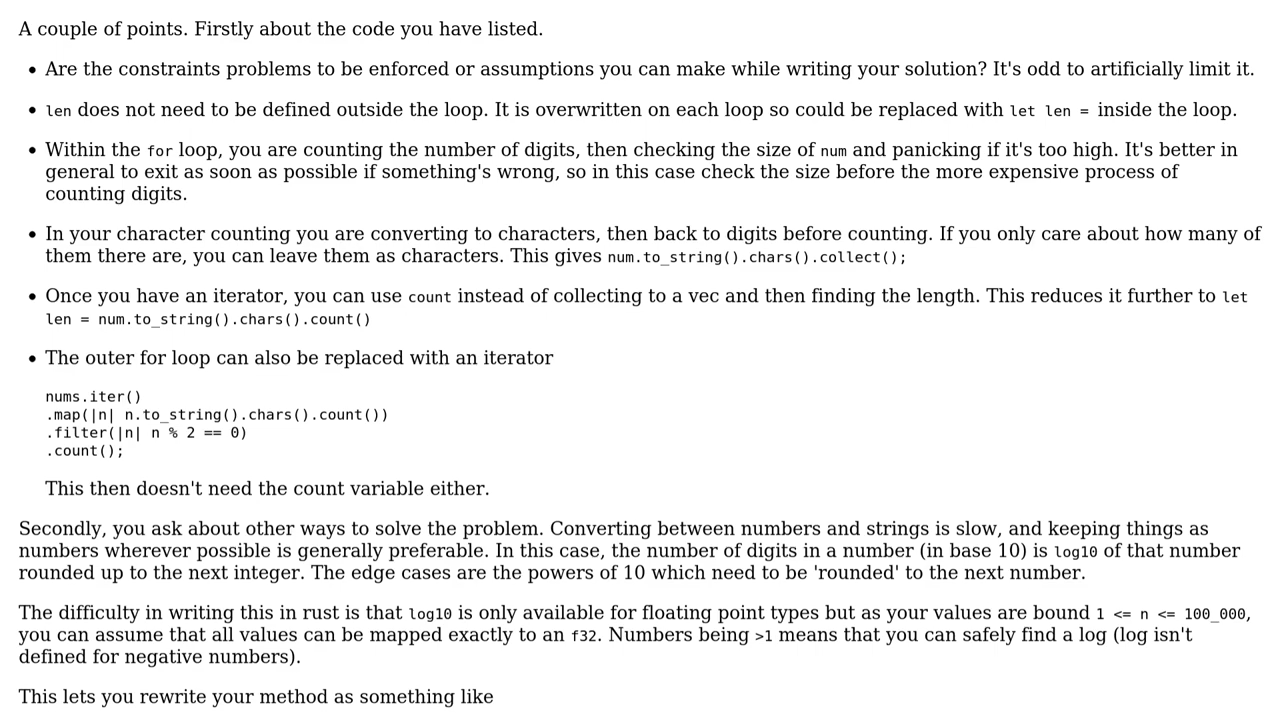 A couple of points. Firstly about the code you have listed.
• Are the constraints problems to be enforced or assumptions you can make while writing your solution? It's odd to artificially limit it.
• len does not need to be defined outside the loop. It is overwritten on each loop so could be replaced with let len = inside the loop.
• Within the for loop, you are counting the number of digits, then checking the size of num and panicking if it's too high. It's better in
general to exit as soon as possible if something's wrong, so in this case check the size before the more expensive process of
counting digits.
• In your character counting you are converting to characters, then back to digits before counting. If you only care about how many of
them there are, you can leave them as characters. This gives num.to_string().chars().collect();
• Once you have an iterator, you can use count instead of collecting to a vec and then finding the length. This reduces it further to let
len = num.to_string().chars().count()
• The outer for loop can also be replaced with an iterator
nums.iter()
.map(|n| n.to_string().chars().count())
.filter(|n| n % 2 == 0)
.count();
This then doesn't need the count variable either.
Secondly, you ask about other ways to solve the problem. Converting between numbers and strings is slow, and keeping things as
numbers wherever possible is generally preferable. In this case, the number of digits in a number (in base 10) is log10 of that number
rounded up to the next integer. The edge cases are the powers of 10 which need to be 'rounded' to the next number.
The difficulty in writing this in rust is that log10 is only available for floating point types but as your values are bound 1 <= n <= 100_000,
you can assume that all values can be mapped exactly to an f32. Numbers being >1 means that you can safely find a log (log isn't
defined for negative numbers).
This lets you rewrite your method as something like